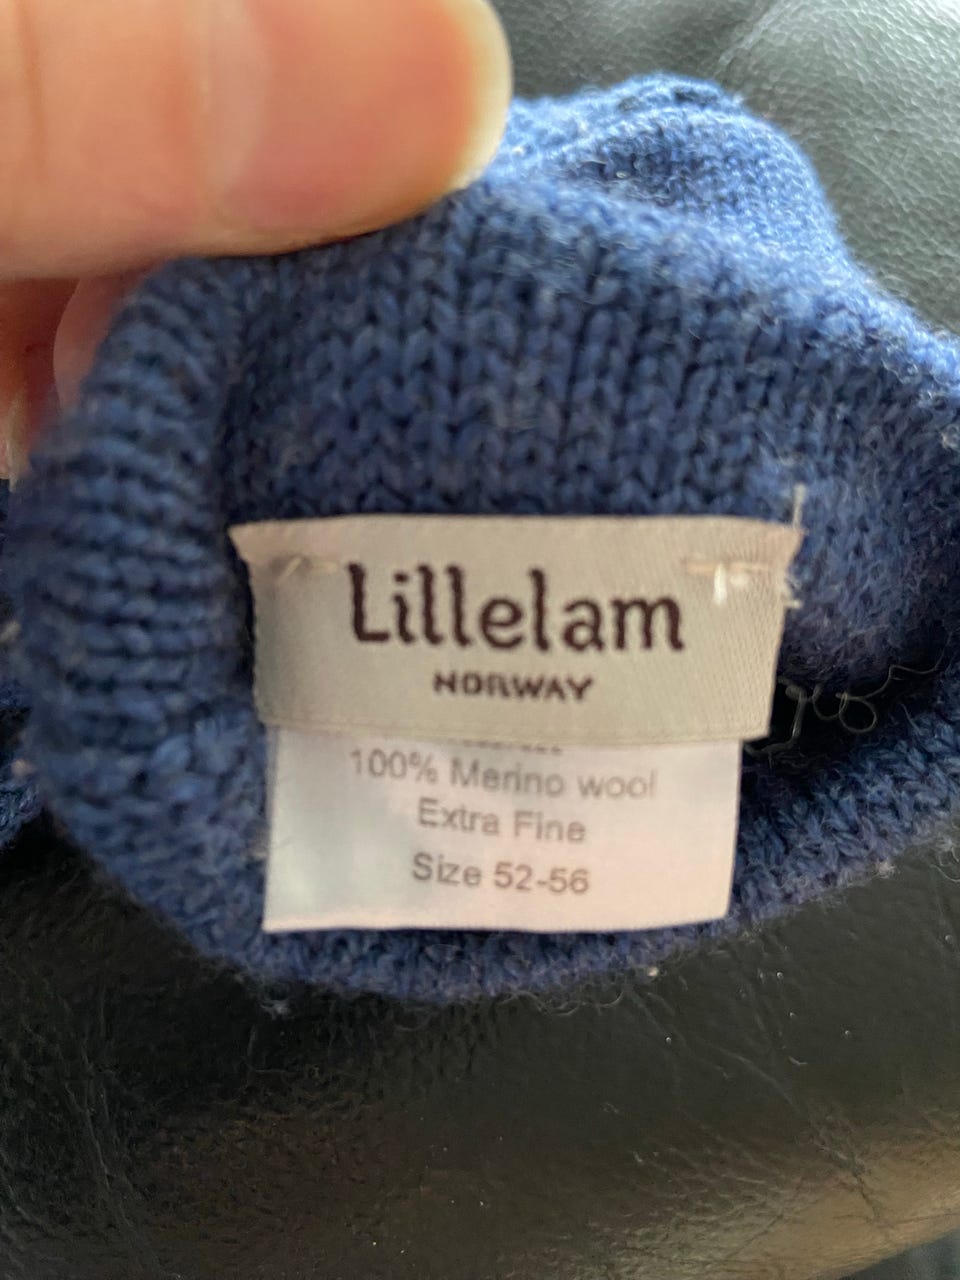 Lillelam
NORWAY
100% Merino wool
Extra Fine
Size 52-56